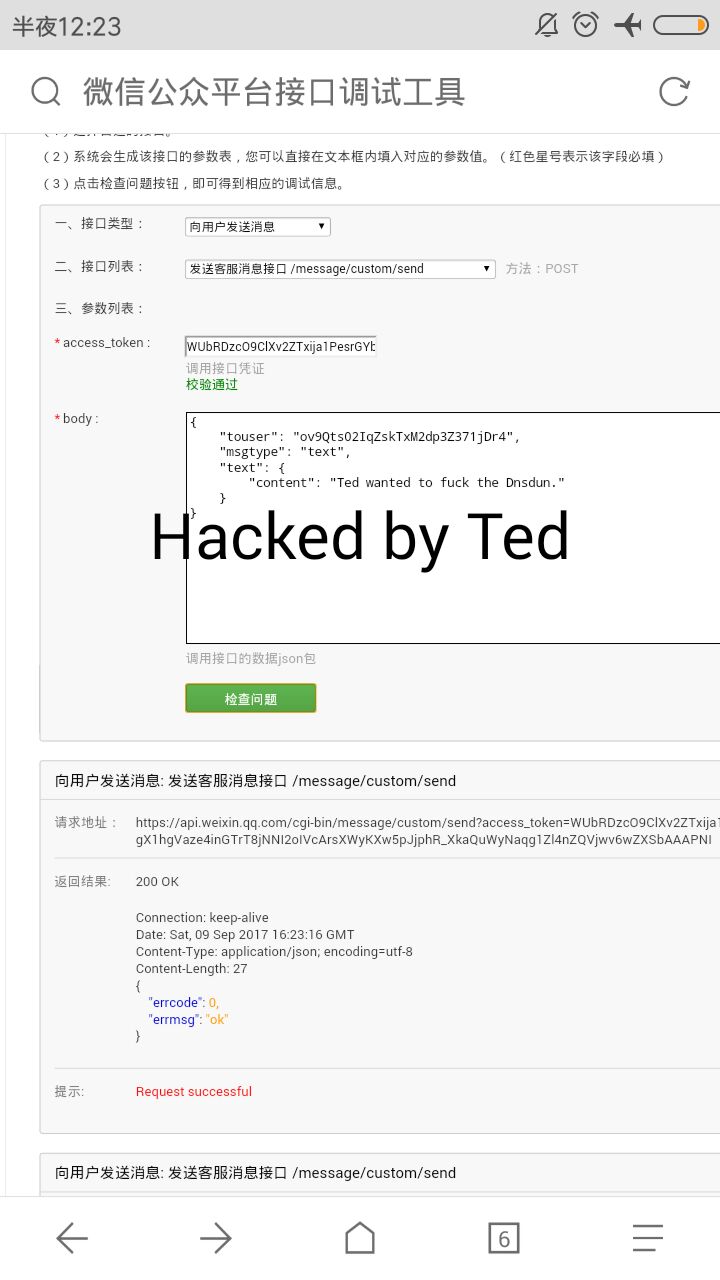 半夜12:23
微信公众平台接口调试工具
(2)系统会生成该接口的参数表，您可以直接在文本框内填入对应的参数值。(红色星号表示该字段必填)
(3)点击检查问题按钮，即可得到相应的调试信息。
一、接口类型： 向用户发送消息
二、接口列表： 发送客服消息接口 /message/custom/send 方法：POST
三、参数列表：
*access_token : WUbRDzcO9ClXv2ZTxija1PesrGYb
调用接口凭证
校验通过
*body : {
"touser": "ov9QtsO2IqZskTxM2dp3Z371jDr4",
"msgtype": "text",
"text": {
"content": "Ted wanted to fuck the Dnsdun."
}
}
Hacked by Ted
调用接口的数据json包
检查问题
向用户发送消息: 发送客服消息接口 /message/custom/send
请求地址： https://api.weixin.qq.com/cgi-bin/message/custom/send?access_token=WUbRDzcO9ClXv2ZTxija1
gX1hgVaze4inGTrT8jNNI2oIVcArsXWyKXw5pJjphR_XkaQuWyNaqg1Zl4nZQVjwv6wZXSbAAAPNI
返回结果: 200 OK
Connection: keep-alive
Date: Sat, 09 Sep 2017 16:23:16 GMT
Content-Type: application/json; encoding=utf-8
Content-Length: 27
{
"errcode": 0,
"errmsg": "ok"
}
提示: Request successful
向用户发送消息: 发送客服消息接口 /message/custom/send
6